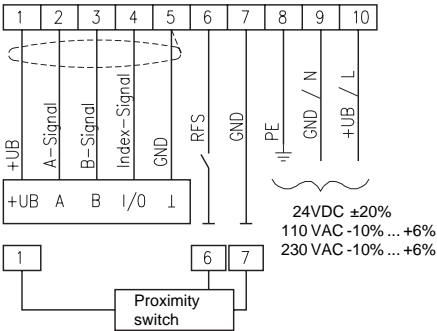 1 2 3 4 5 6 7 8 9 10
+UB
A-Signal
B-Signal
Index-Signal
GND
RFS
GND
PE
GND / N
+UB / L
+UB A B I/0 ⊥
24VDC ±20%
110 VAC -10% ... +6%
230 VAC -10% ... +6%
1 6 7
Proximity
switch